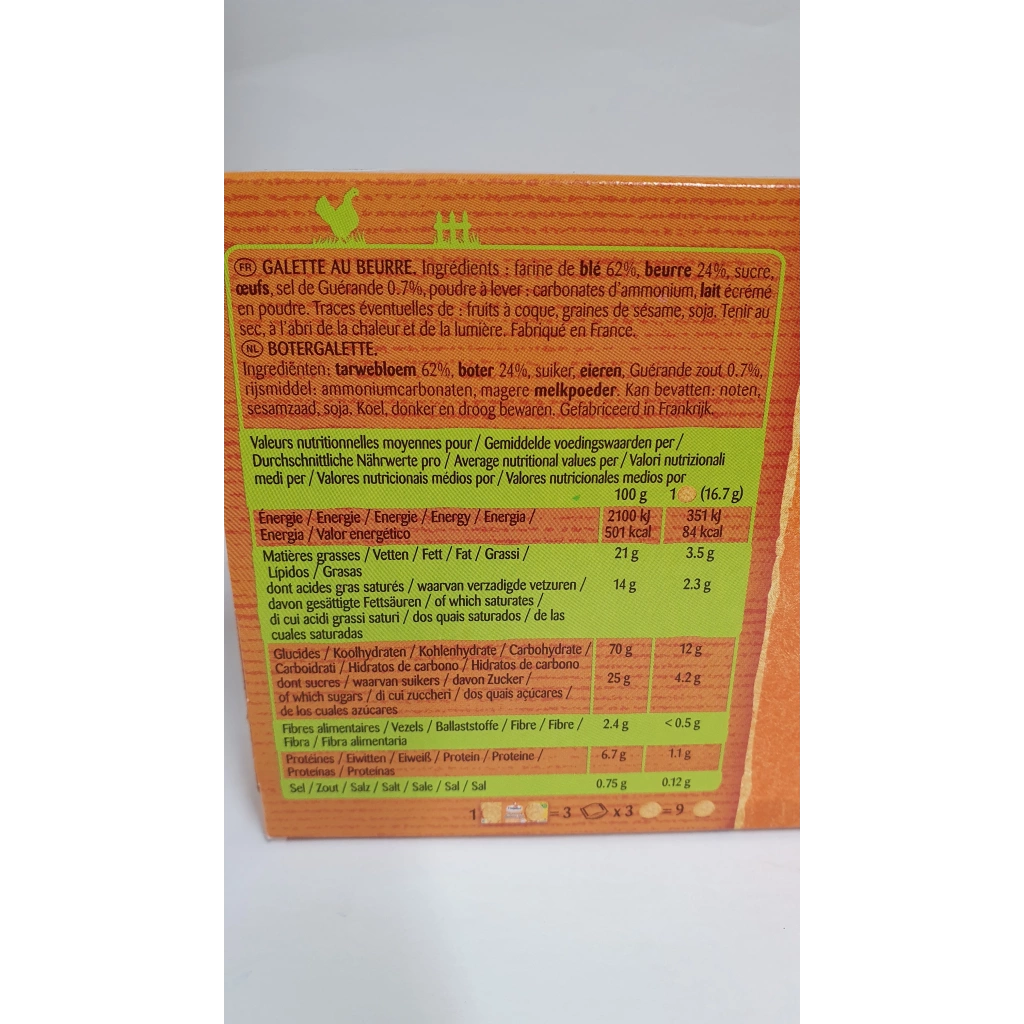 FR GALETTE AU BEURRE. Ingrédients : farine de blé 62%, beurre 24%, sucre,
œufs, sel de Guérande 0.7%, poudre à lever : carbonates d'ammonium, lait écrémé
en poudre. Traces éventuelles de : fruits à coque, graines de sésame, soja. Tenir au
sec, à l'abri de la chaleur et de la lumière. Fabriqué en France.
NL BOTERGALETTE.
Ingrediënten: tarwebloem 62%, boter 24%, suiker, eieren, Guérande zout 0.7%,
rijsmiddel: ammoniumcarbonaten, magere melkpoeder. Kan bevatten: noten,
sesamzaad, soja. Koel, donker en droog bewaren. Gefabriceerd in Frankrijk.
Valeurs nutritionnelles moyennes pour / Gemiddelde voedingswaarden per /
Durchschnittliche Nährwerte pro / Average nutritional values per / Valori nutrizionali
medi per / Valores nutricionais médios por / Valores nutricionales medios por
100 g 1 (16.7 g)
Énergie / Energie / Energie / Energy / Energia / 2100 kJ 351 kJ
Energia / Valor energético 501 kcal 84 kcal
Matières grasses / Vetten / Fett / Fat / Grassi / 21 g 3.5 g
Lípidos / Grasas
dont acides gras saturés / waarvan verzadigde vetzuren / 14 g 2.3 g
davon gesättigte Fettsäuren / of which saturates /
di cui acidi grassi saturi / dos quais saturados / de las
cuales saturadas
Glucides / Koolhydraten / Kohlenhydrate / Carbohydrate / 70 g 12 g
Carboidrati / Hidratos de carbono / Hidratos de carbono
dont sucres / waarvan suikers / davon Zucker / 25 g 4.2 g
of which sugars / di cui zuccheri / dos quais açúcares /
de los cuales azúcares
Fibres alimentaires / Vezels / Ballaststoffe / Fibre / Fibre / 2.4 g < 0.5 g
Fibra / Fibra alimentaria
Protéines / Eiwitten / Eiweiß / Protein / Proteine / 6.7 g 1.1 g
Proteínas / Proteínas
Sel / Zout / Salz / Salt / Sale / Sal / Sal 0.75 g 0.12 g
1 = 3 x 3 = 9